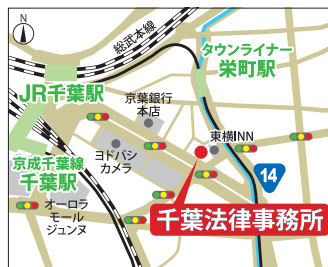 N
総武本線
タウンライナー
栄町駅
JR千葉駅
京葉銀行
本店
東横INN
ヨドバシ
カメラ
京成千葉線
千葉駅
14
オーロラ
モール
ジュンヌ
千葉法律事務所